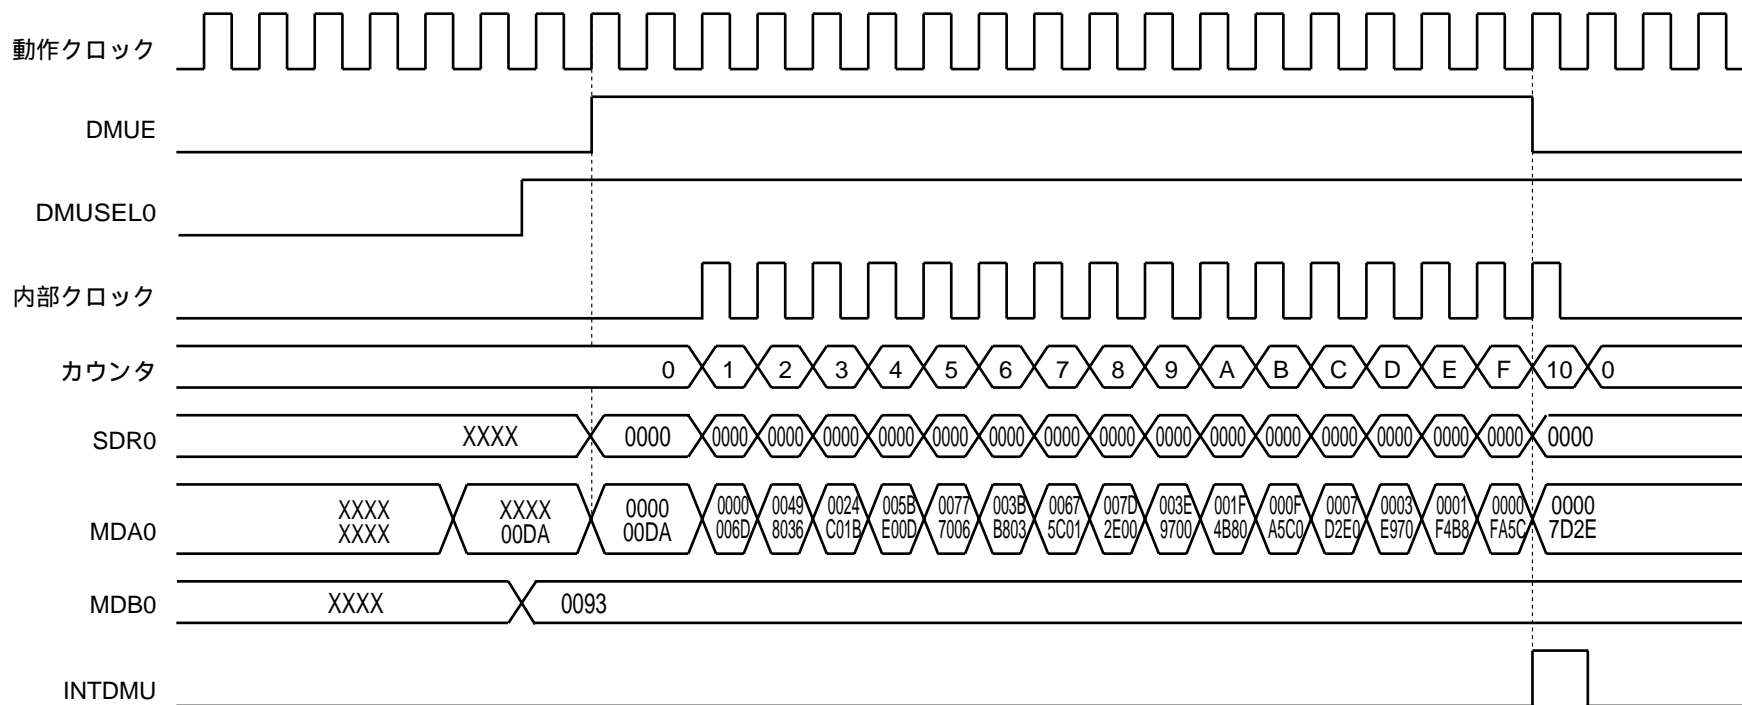 動作クロック
DMUE
DMUSEL0
内部クロック
カウンタ 0 1 2 3 4 5 6 7 8 9 A B C D E F 10 0
SDR0 XXXX 0000 0000 0000 0000 0000 0000 0000 0000 0000 0000 0000 0000 0000 0000 0000 0000 0000
XXXX XXXX 0000 0000 0049 0024 005B 0077 003B 0067 007D 003E 001F 000F 0007 0003 0001 0000 0000
MDA0 XXXX 00DA 00DA 006D 8036 C01B E00D 7006 B803 5C01 2E00 9700 4B80 A5C0 D2E0 E970 F4B8 FA5C 7D2E
MDB0 XXXX 0093
INTDMU